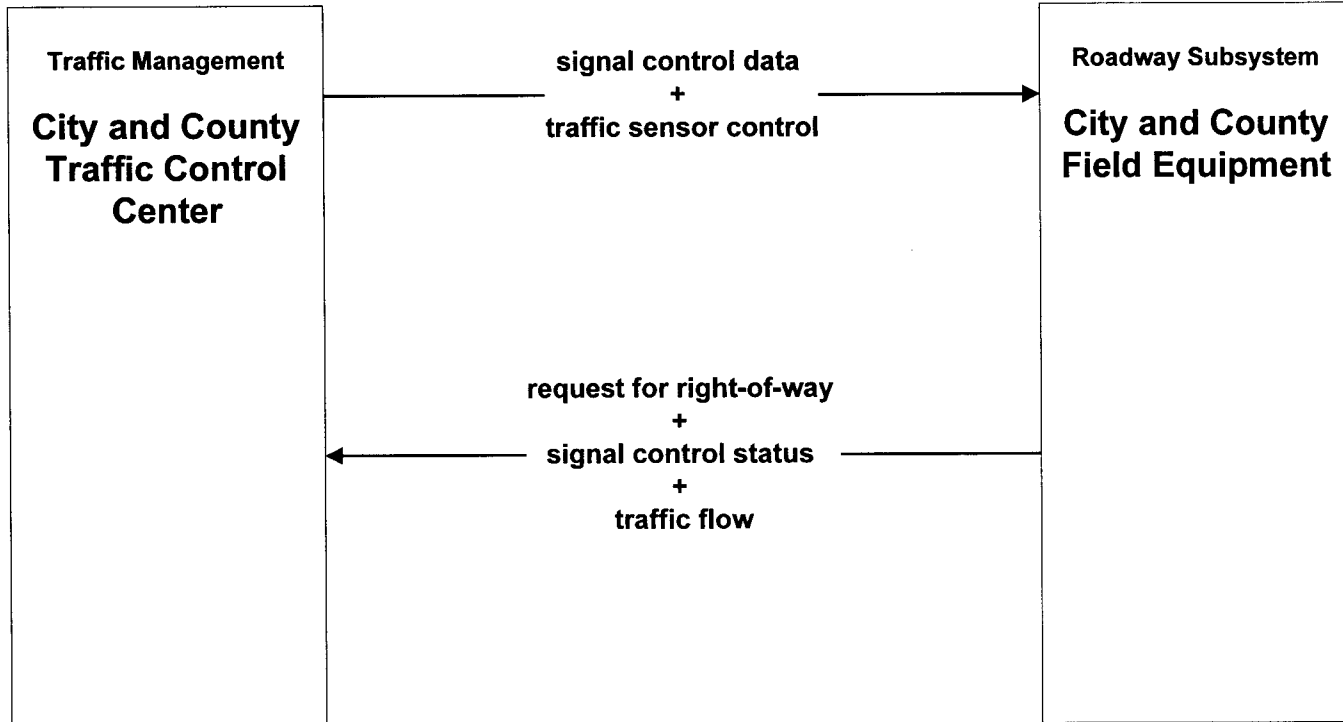 Traffic Management
City and County
Traffic Control
Center
signal control data
+
traffic sensor control
request for right-of-way
+
signal control status
+
traffic flow
Roadway Subsystem
City and County
Field Equipment